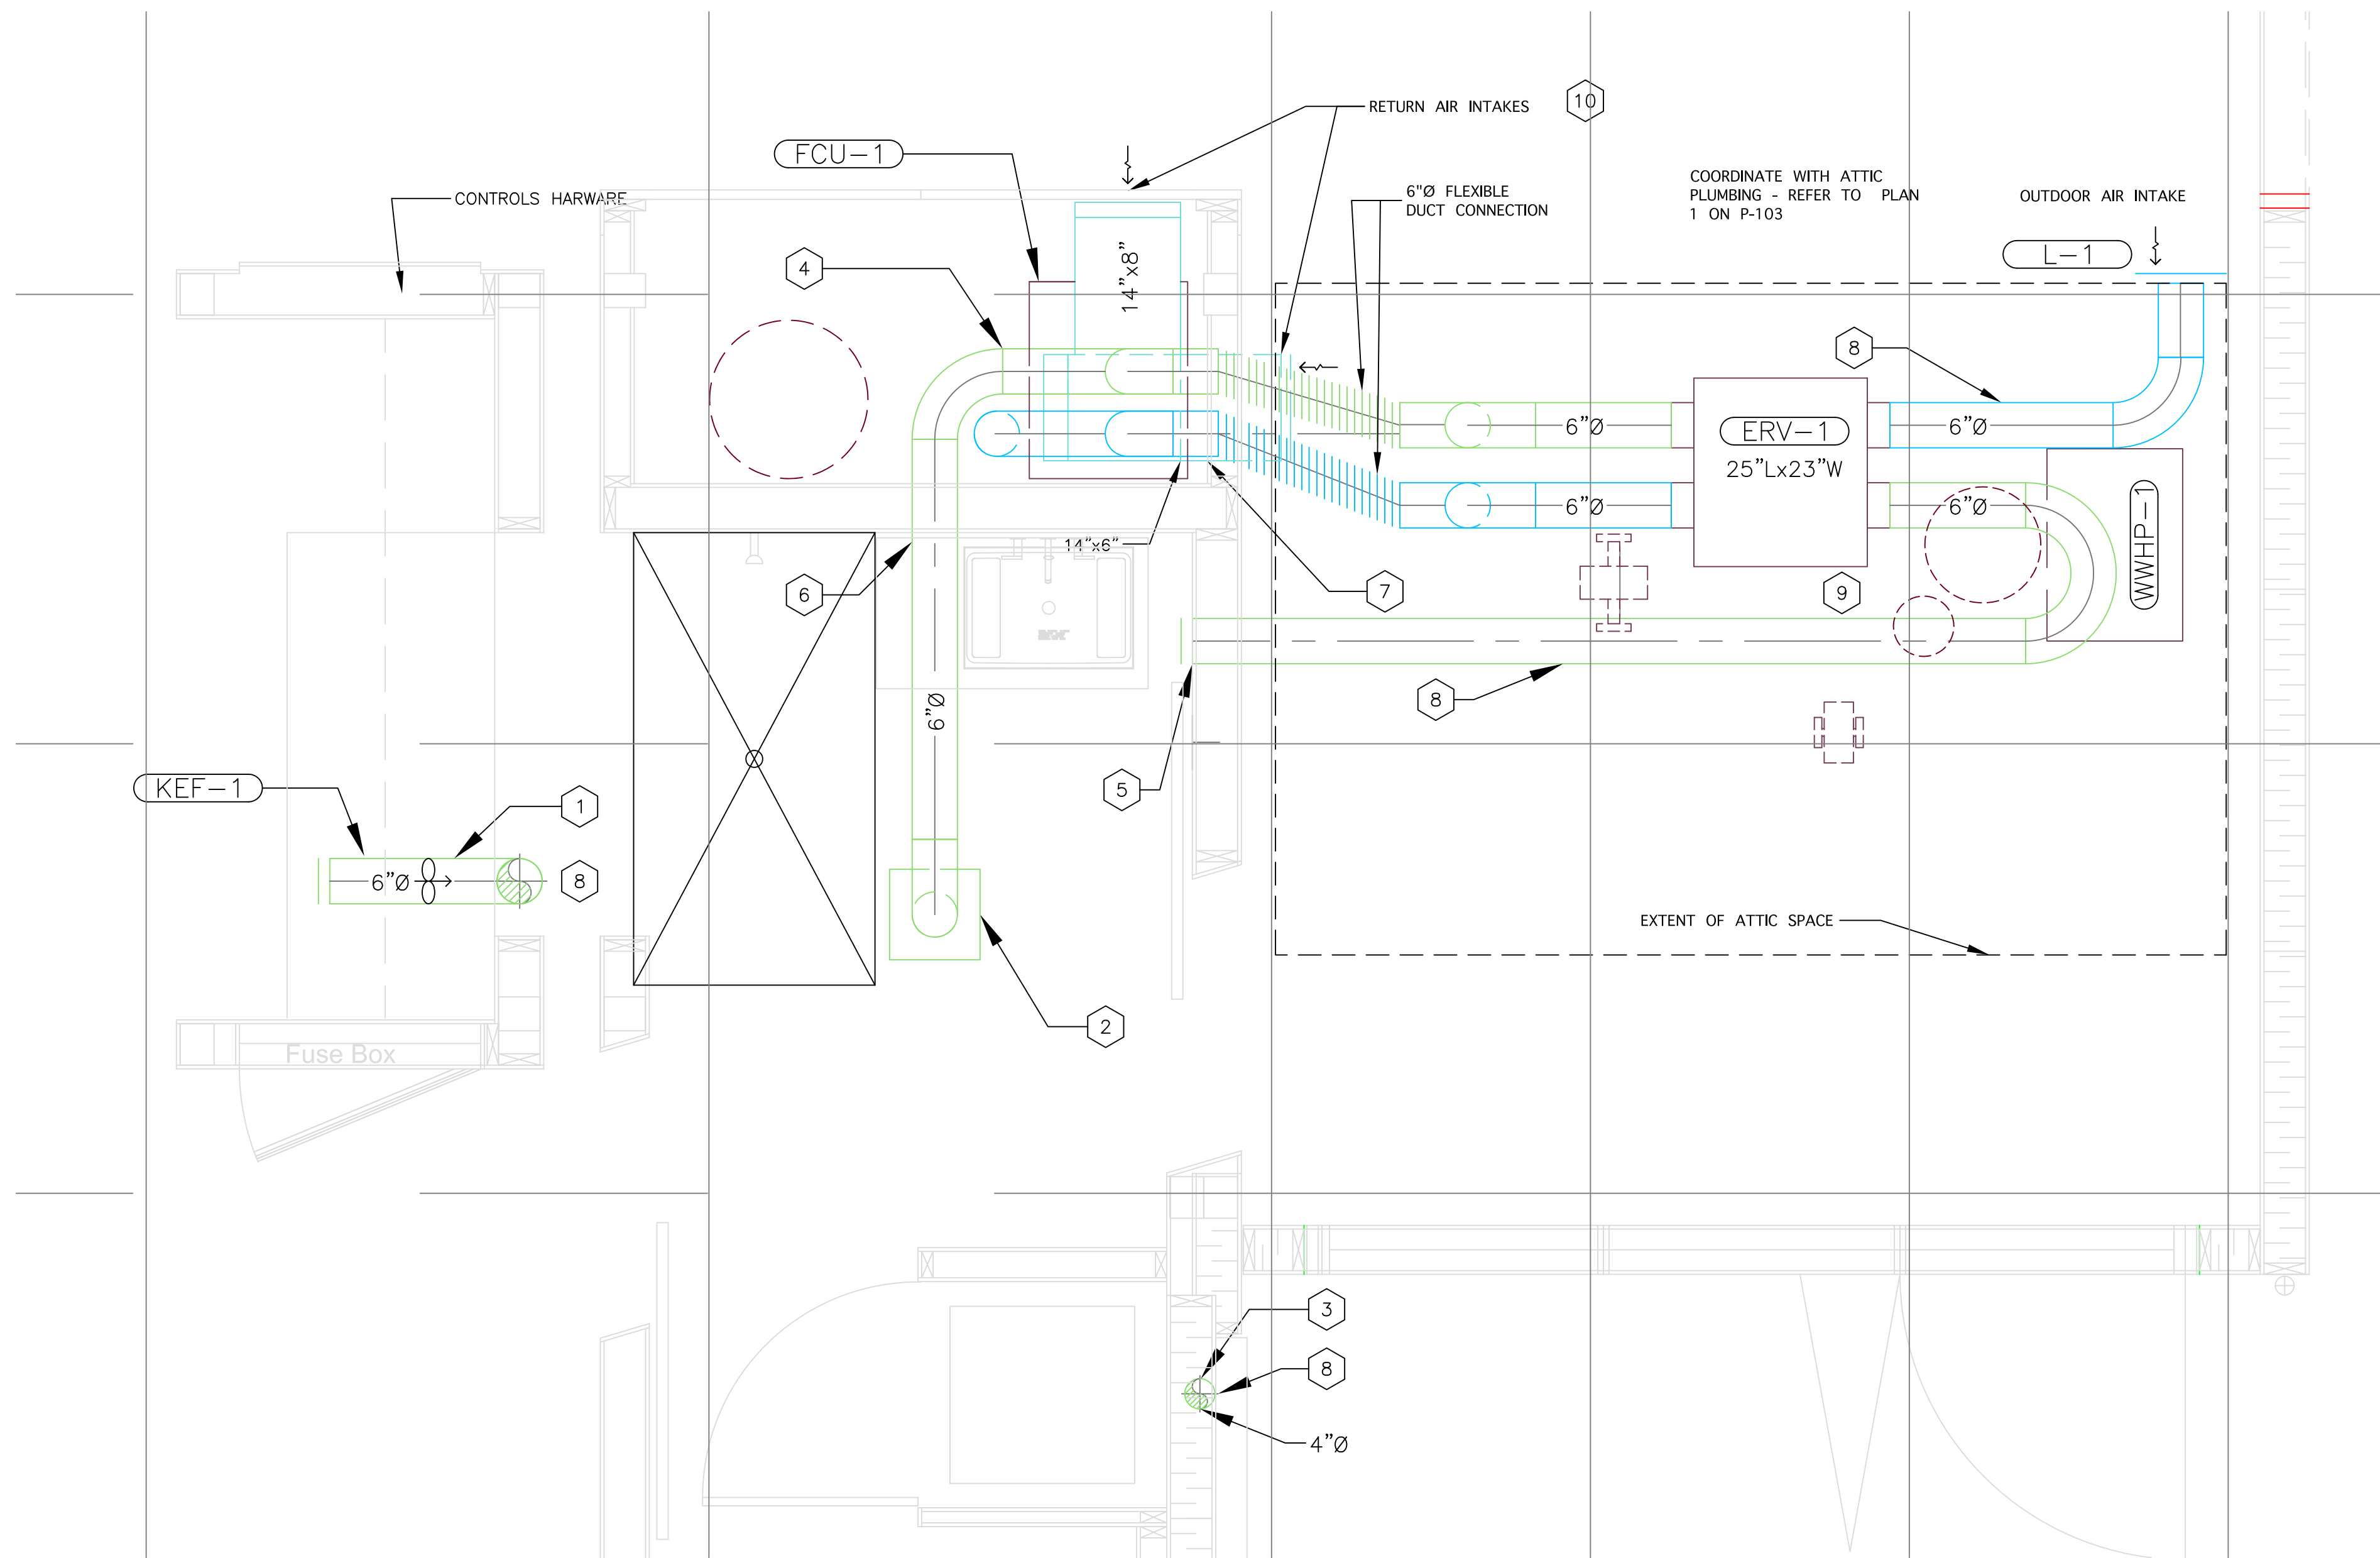 RETURN AIR INTAKES
10
FCU-1
CONTROLS HARWARE
6"Ø FLEXIBLE
DUCT CONNECTION
COORDINATE WITH ATTIC
PLUMBING - REFER TO PLAN
1 ON P-103
OUTDOOR AIR INTAKE
L-1
4
14"x8"
8
6"Ø
ERV-1
6"Ø
25"Lx23"W
6"Ø
6"Ø
WWHP-1
14"x6"
6
7
9
6"Ø
8
5
KEF-1
1
6"Ø
8
EXTENT OF ATTIC SPACE
2
Fuse Box
3
8
4"Ø